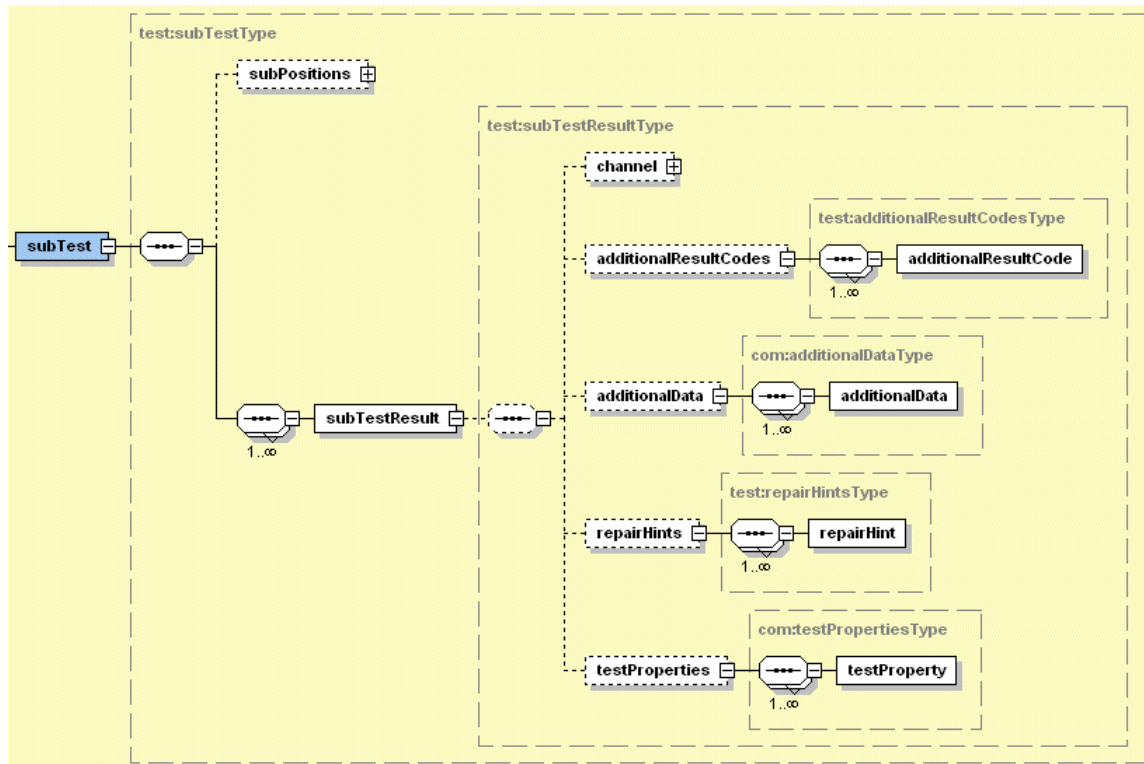 test:subTestType
subPositions
test:subTestResultType
channel
test:additionalResultCodesType
subTest
additionalResultCodes
additionalResultCode
1..∞
com:additionalDataType
additionalData
additionalData
1..∞
subTestResult
1..∞
test:repairHintsType
repairHints
repairHint
1..∞
com:testPropertiesType
testProperties
testProperty
1..∞